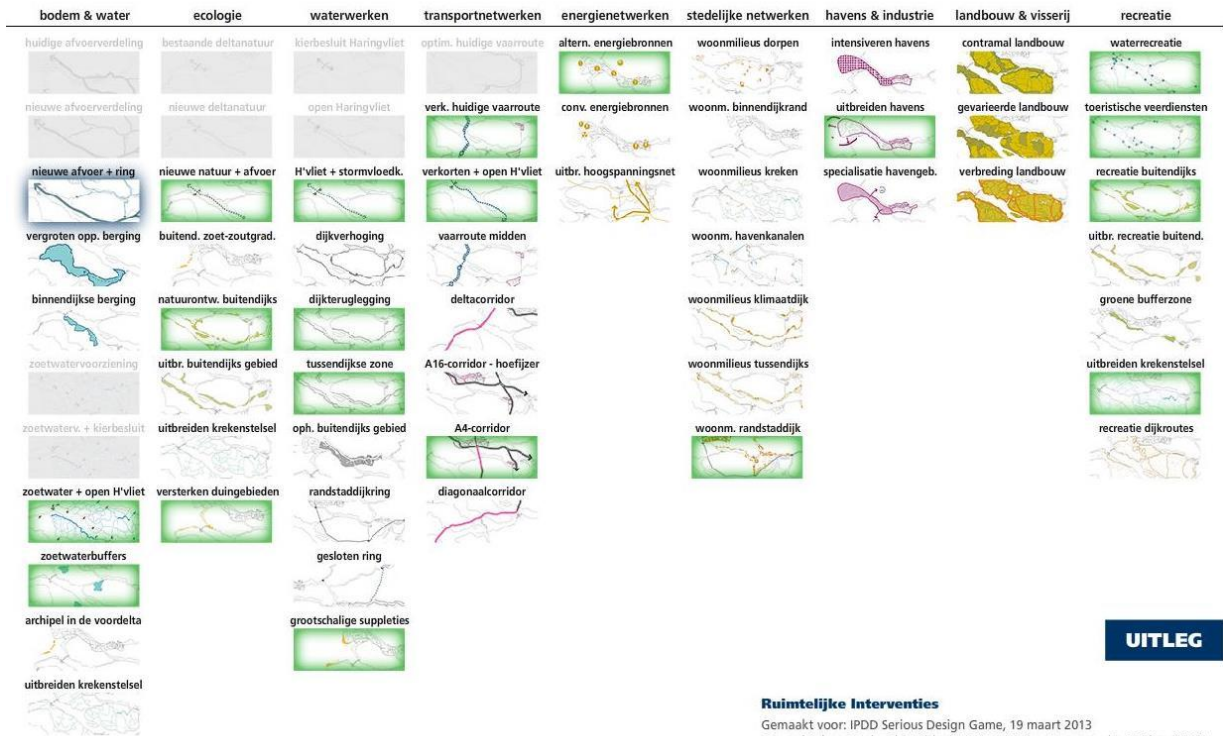 bodem & water
ecologie
waterwerken
transportnetwerken
energienetwerken
stedelijke netwerken
havens & industrie
landbouw & visserij
recreatie
huidige afvoerverdeling
bestaande deltanatuur
kierbesluit Haringvliet
optim. huidige vaarroute
altern. energiebronnen
woonmilieus dorpen
intensiveren havens
contramal landbouw
waterrecreatie
nieuwe afvoerverdeling
nieuwe deltanatuur
open Haringvliet
verk. huidige vaarroute
conv. energiebronnen
woonm. binnendijkrand
uitbreiden havens
gevarieerde landbouw
toeristische veerdiensten
nieuwe afvoer + ring
nieuwe natuur + afvoer
H'vliet + stormvloedk.
verkorten + open H'vliet
uitbr. hoogspanningsnet
woonmilieus kreken
specialisatie havengeb.
verbreding landbouw
recreatie buitendijks
vergroten opp. berging
buitend. zoet-zoutgrad.
dijkverhoging
vaarroute midden
woonm. havenkanalen
uitbr. recreatie buitend.
binnendijkse berging
natuurontw. buitendijks
dijkteruglegging
deltacorridor
woonmilieus klimaatdijk
groene bufferzone
zoetwatervoorziening
uitbr. buitendijks gebied
tussendijkse zone
A16-corridor - hoefijzer
woonmilieus tussendijks
uitbreiden krekenstelsel
zoetwaterv. + kierbesluit
uitbreiden krekenstelsel
oph. buitendijks gebied
A4-corridor
woonm. randstaddijk
recreatie dijkroutes
zoetwater + open H'vliet
versterken duingebieden
randstaddijkring
diagonaalcorridor
zoetwaterbuffers
gesloten ring
archipel in de voordelta
grootschalige suppleties
UITLEG
uitbreiden krekenstelsel
Ruimtelijke Interventies
Gemaakt voor: IPDD Serious Design Game, 19 maart 2013